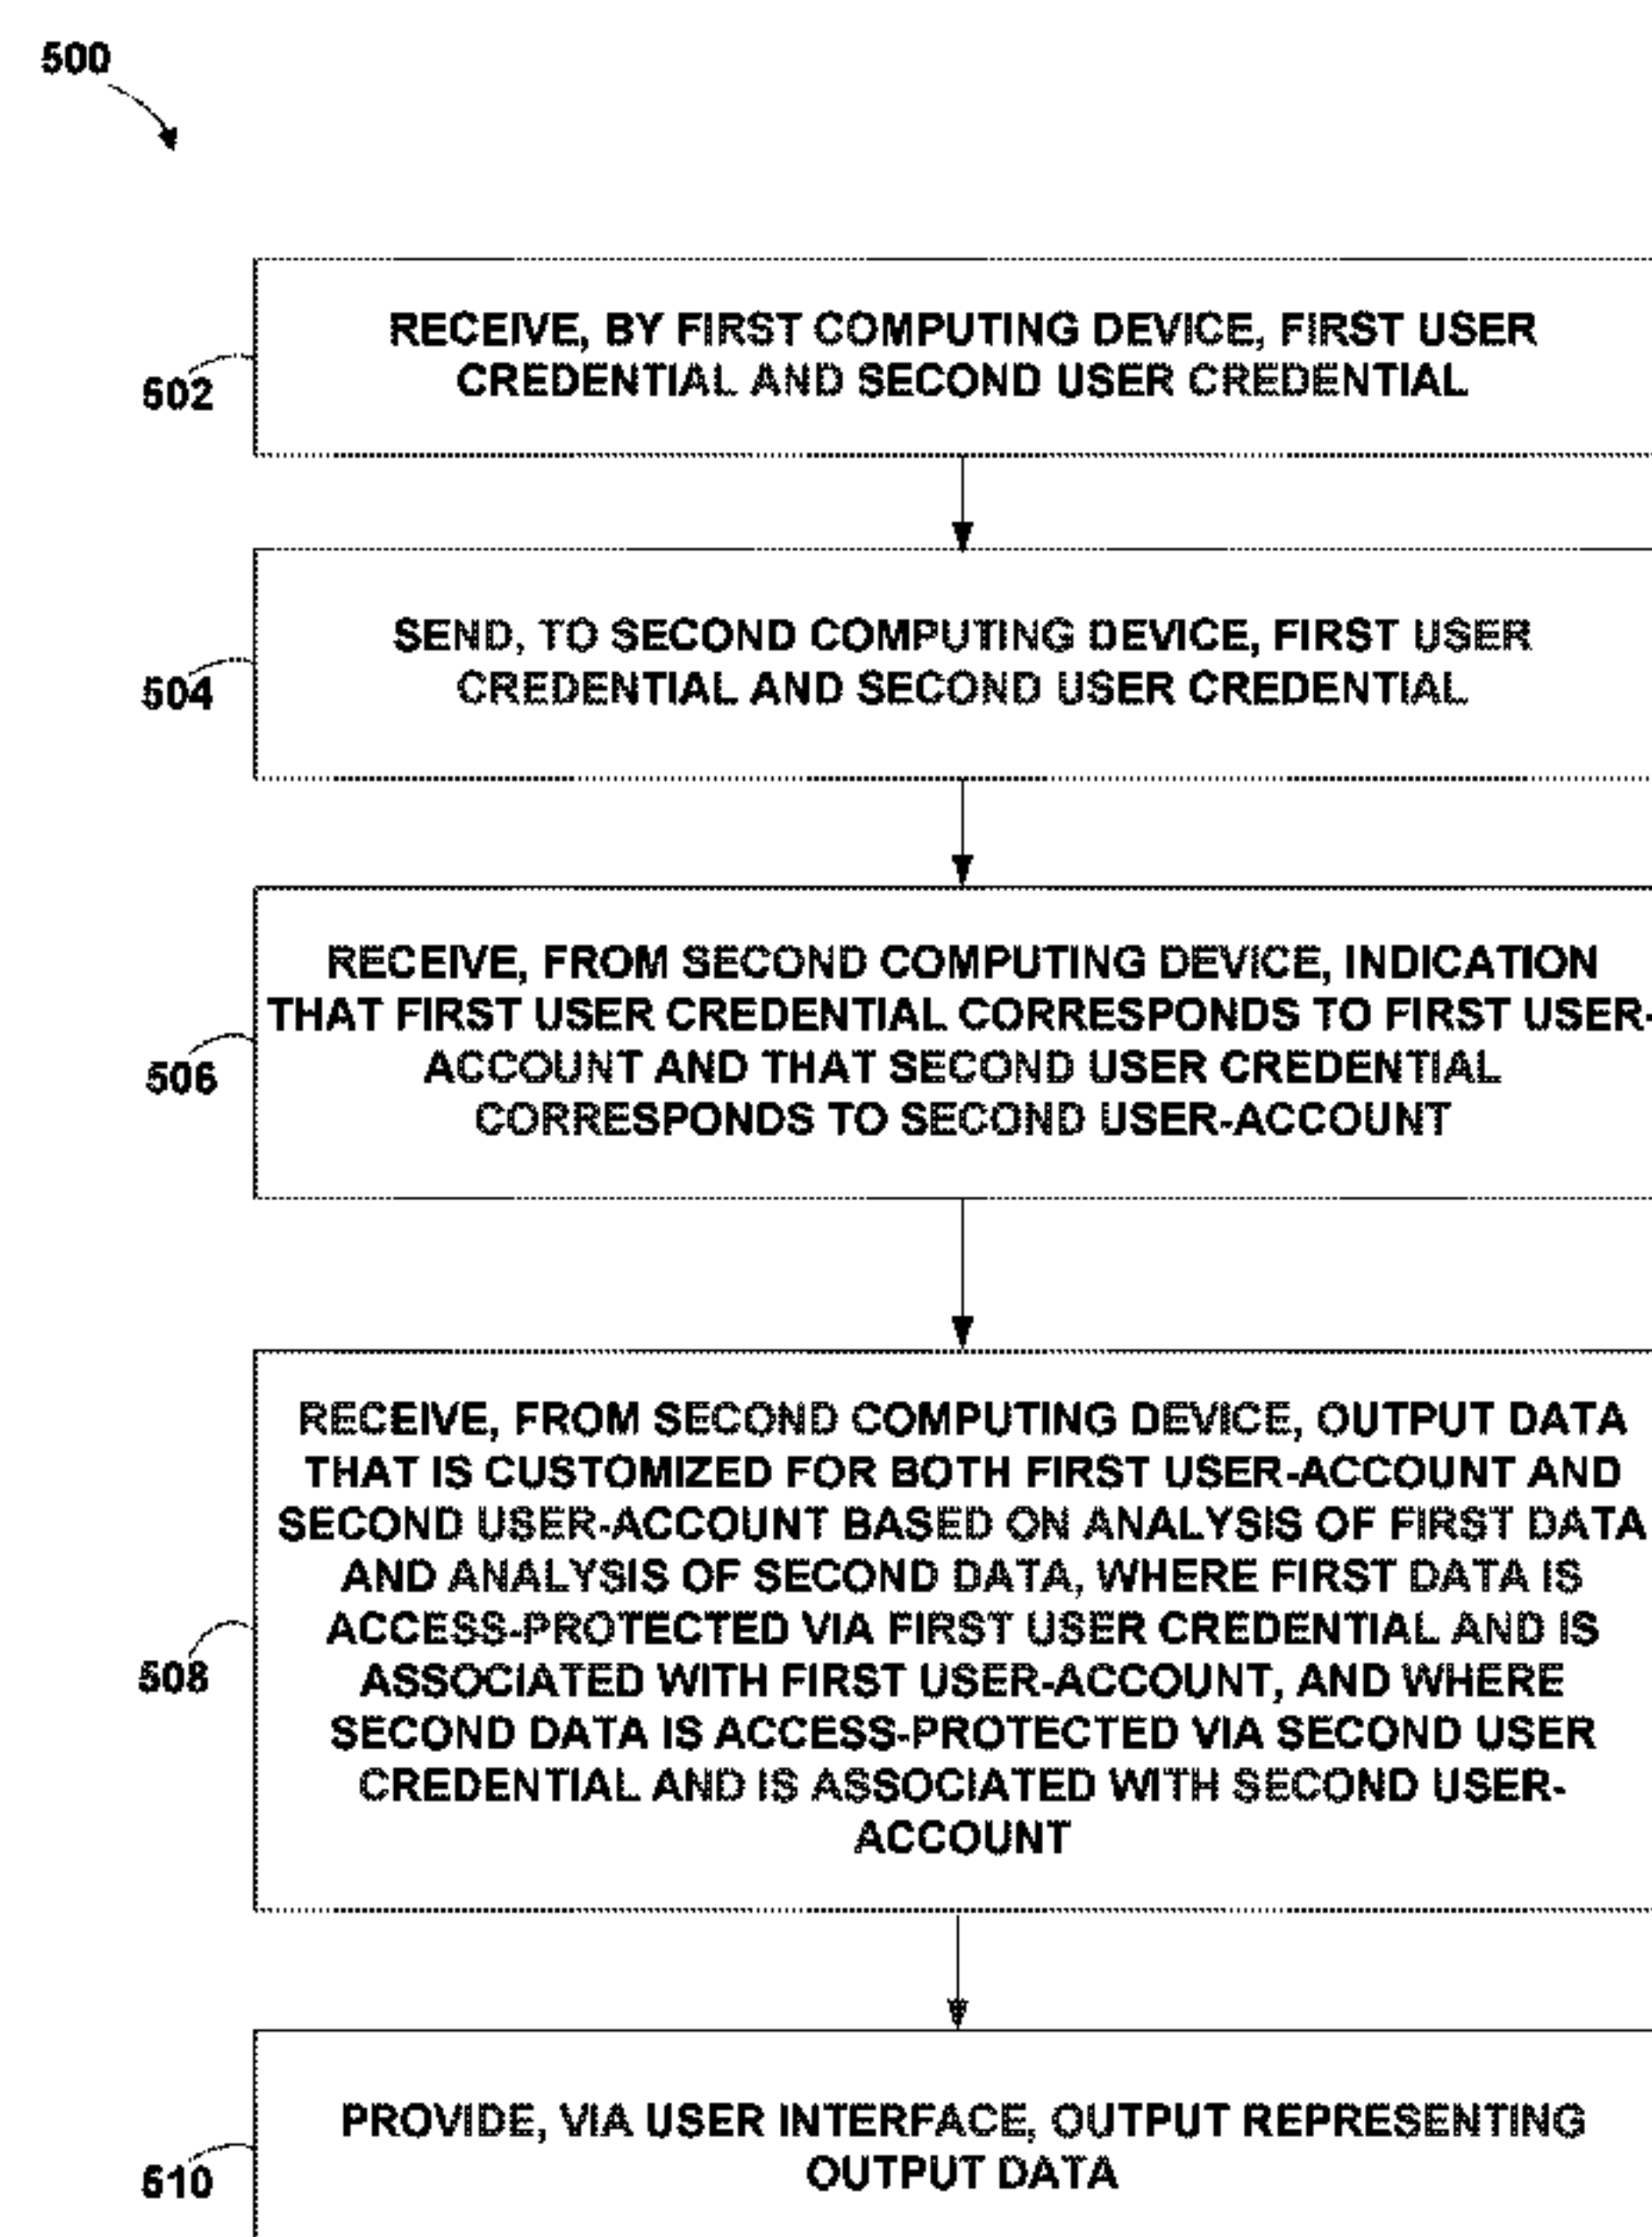 500
RECEIVE, BY FIRST COMPUTING DEVICE, FIRST USER
CREDENTIAL AND SECOND USER CREDENTIAL
502
SEND, TO SECOND COMPUTING DEVICE, FIRST USER
CREDENTIAL AND SECOND USER CREDENTIAL
504
RECEIVE, FROM SECOND COMPUTING DEVICE, INDICATION
THAT FIRST USER CREDENTIAL CORRESPONDS TO FIRST USER-
ACCOUNT AND THAT SECOND USER CREDENTIAL
CORRESPONDS TO SECOND USER-ACCOUNT
506
RECEIVE, FROM SECOND COMPUTING DEVICE, OUTPUT DATA
THAT IS CUSTOMIZED FOR BOTH FIRST USER-ACCOUNT AND
SECOND USER-ACCOUNT BASED ON ANALYSIS OF FIRST DATA
AND ANALYSIS OF SECOND DATA, WHERE FIRST DATA IS
ACCESS-PROTECTED VIA FIRST USER CREDENTIAL AND IS
ASSOCIATED WITH FIRST USER-ACCOUNT, AND WHERE
SECOND DATA IS ACCESS-PROTECTED VIA SECOND USER
CREDENTIAL AND IS ASSOCIATED WITH SECOND USER-
ACCOUNT
508
PROVIDE, VIA USER INTERFACE, OUTPUT REPRESENTING
OUTPUT DATA
510